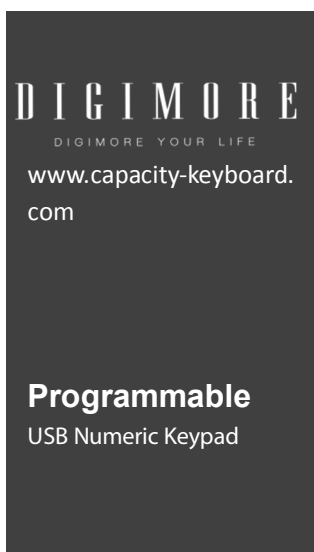 DIGIMORE
DIGIMORE YOUR LIFE
www.capacity-keyboard.
com
Programmable
USB Numeric Keypad